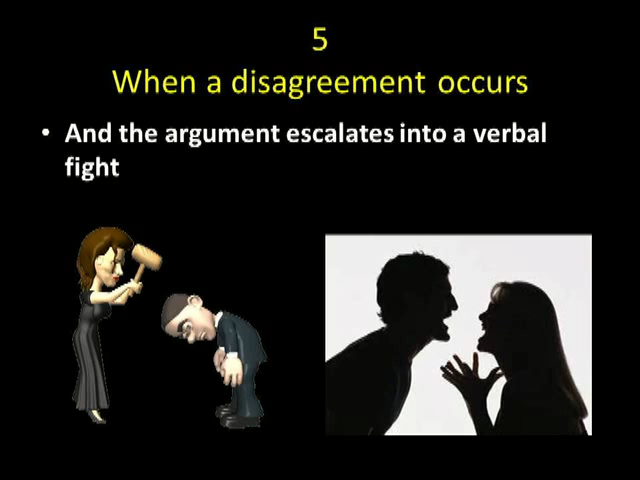 5
When a disagreement occurs
• And the argument escalates into a verbal
fight